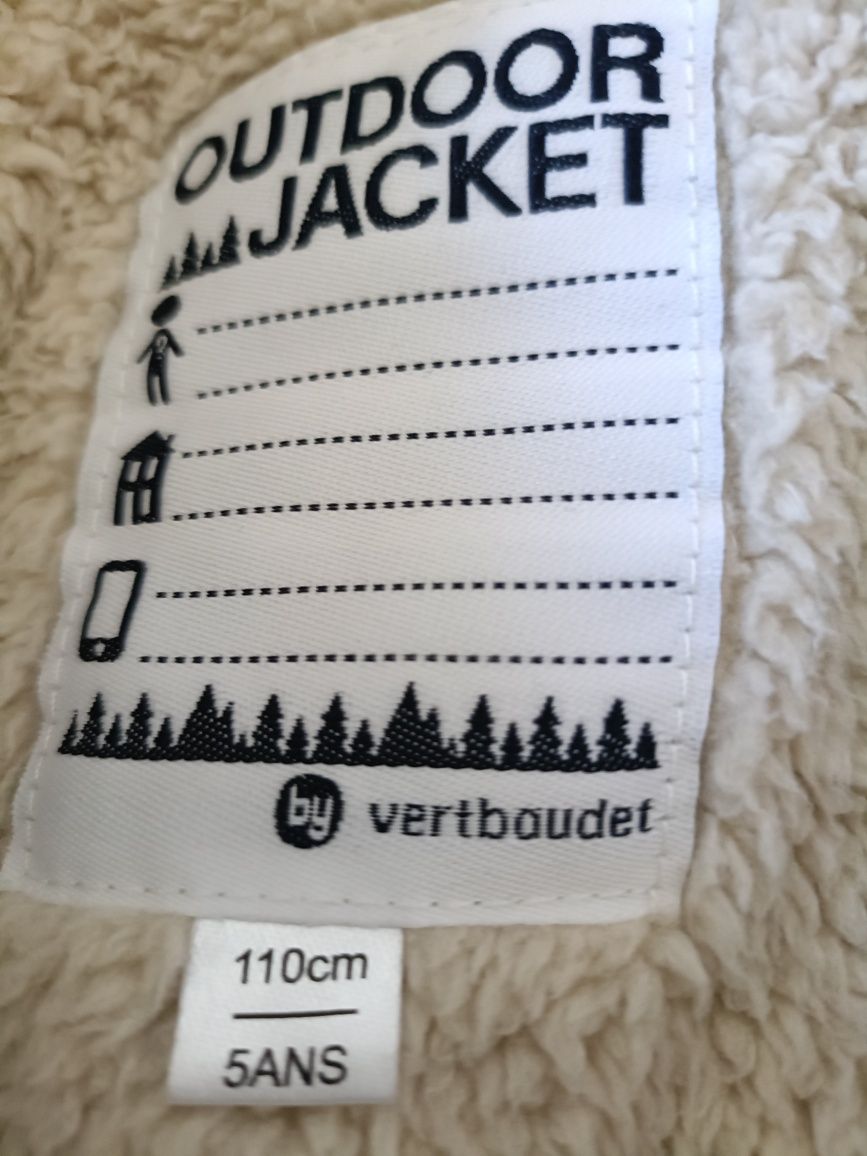 OUTDOOR
JACKET
by vertbaudet
110cm
5ANS